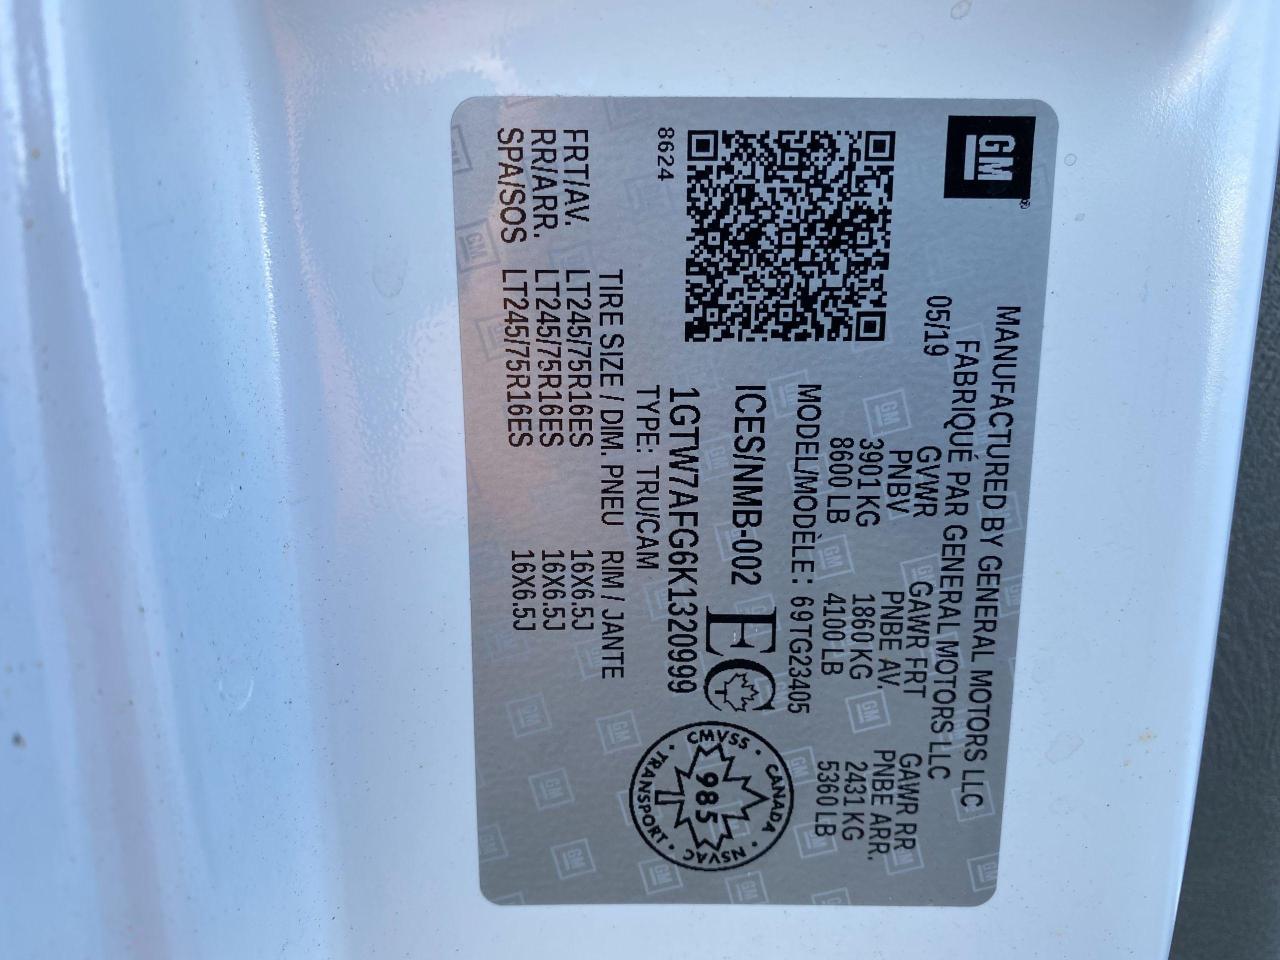 GM
MANUFACTURED BY GENERAL MOTORS LLC
FABRIQUÉ PAR GENERAL MOTORS LLC
05/19
GVWR GAWR FRT GAWR RR
PNBV PNBE AV PNBE ARR.
3901 KG 1860 KG 2431 KG
8600 LB 4100 LB 5360 LB
MODEL/MODÈLE: 69TG23405
ICES/NMB-002 EC
8624
1GTW7AFG6K1320999
TYPE: TRU/CAM
CANADA • NSVAC • TRANSPORT • CMVSS •
985
TIRE SIZE / DIM. PNEU RIM / JANTE
FRT/AV. LT245/75R16ES 16X6.5J
RR/ARR. LT245/75R16ES 16X6.5J
SPA/SOS LT245/75R16ES 16X6.5J